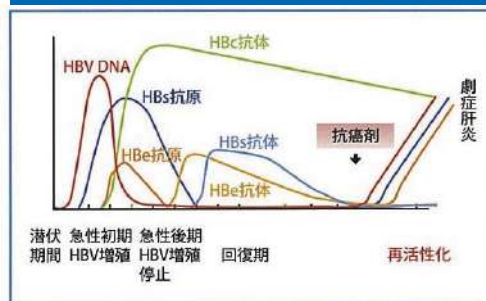 HBc抗体
HBV DNA
HBs抗原
HBe抗原
HBs抗体
HBe抗体
抗癌剤
劇症肝炎
潜伏
期間
急性初期
HBV増殖
急性後期
HBV増殖
停止
回復期
再活性化